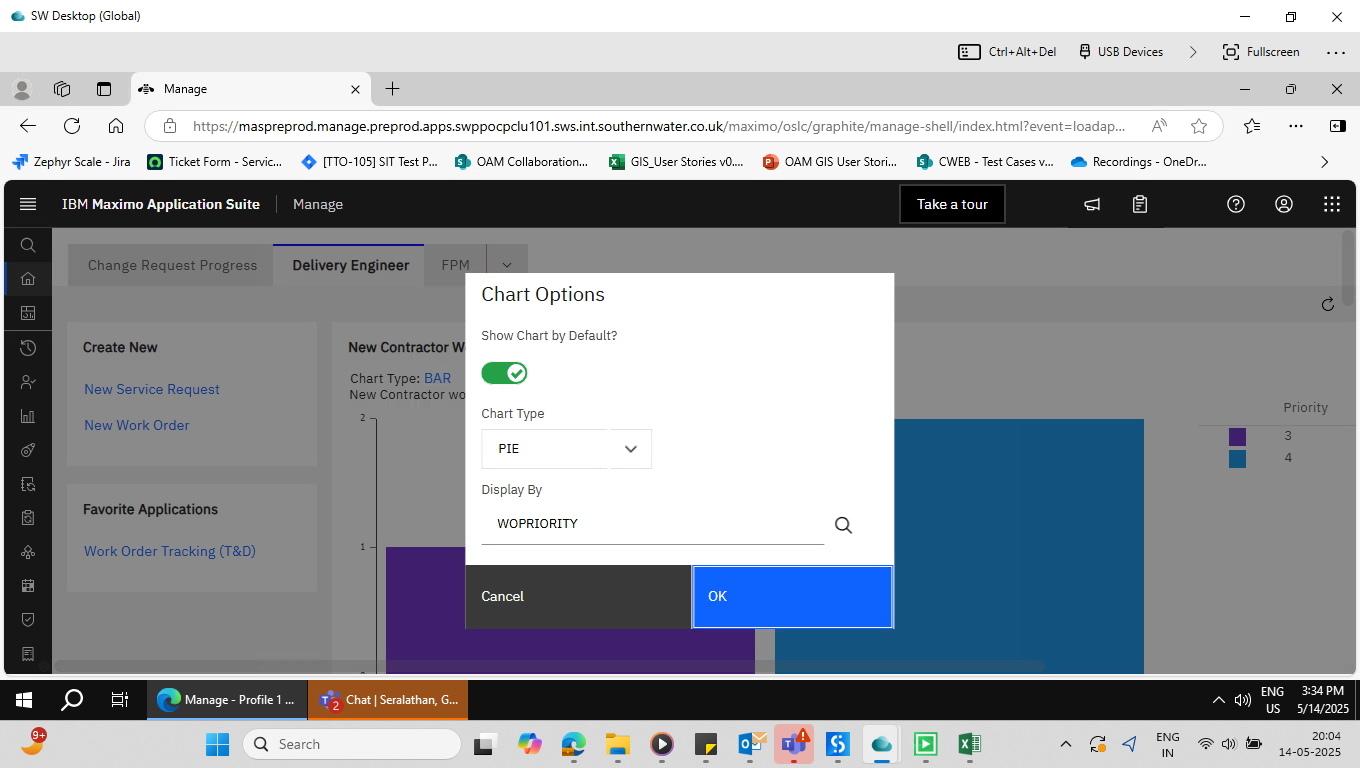 SW Desktop (Global)
Ctrl+Alt+Del
USB Devices
Fullscreen
Manage
https://maspreprod.manage.preprod.apps.swppocpclu101.sws.int.southernwater.co.uk/maximo/oslc/graphite/manage-shell/index.html?event=loadap...
Zephyr Scale - Jira
Ticket Form - Servic...
[TTO-105] SIT Test P...
OAM Collaboration...
GIS_User Stories v0....
OAM GIS User Stori...
CWEB - Test Cases v...
Recordings - OneDr...
IBM Maximo Application Suite
Manage
Take a tour
Change Request Progress
Delivery Engineer
FPM
Create New
New Service Request
New Work Order
Favorite Applications
Work Order Tracking (T&D)
New Contractor W
Chart Type: BAR
New Contractor wo
2
1
Chart Options
Show Chart by Default?
Chart Type
PIE
Display By
WOPRIORITY
Cancel
OK
Priority
3
4
Manage - Profile 1 ...
2
Chat | Seralathan, G...
ENG
US
3:34 PM
5/14/2025
9+
Search
ENG
IN
20:04
14-05-2025